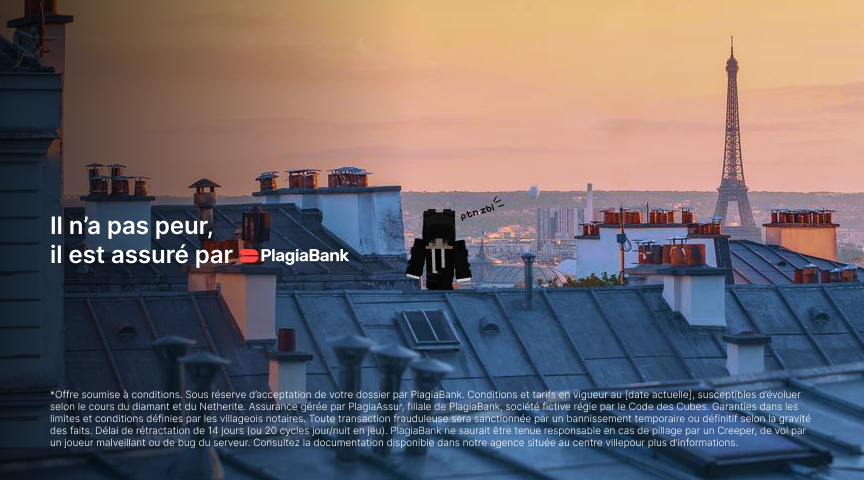 ptn zbi
Il n’a pas peur,
il est assuré par PlagiaBank
*Offre soumise à conditions. Sous réserve d’acceptation de votre dossier par PlagiaBank. Conditions et tarifs en vigueur au [date actuelle], susceptibles d’évoluer
selon le cours du diamant et du Netherite. Assurance gérée par PlagiaAssur, filiale de PlagiaBank, société fictive régie par le Code des Cubes. Garanties dans les
limites et conditions définies par les villageois notaires. Toute transaction frauduleuse sera sanctionnée par un bannissement temporaire ou définitif selon la gravité
des faits. Délai de rétractation de 14 jours (ou 20 cycles jour/nuit en jeu). PlagiaBank ne saurait être tenue responsable en cas de pillage par un Creeper, de vol par
un joueur malveillant ou de bug du serveur. Consultez la documentation disponible dans notre agence située au centre villepour plus d’informations.